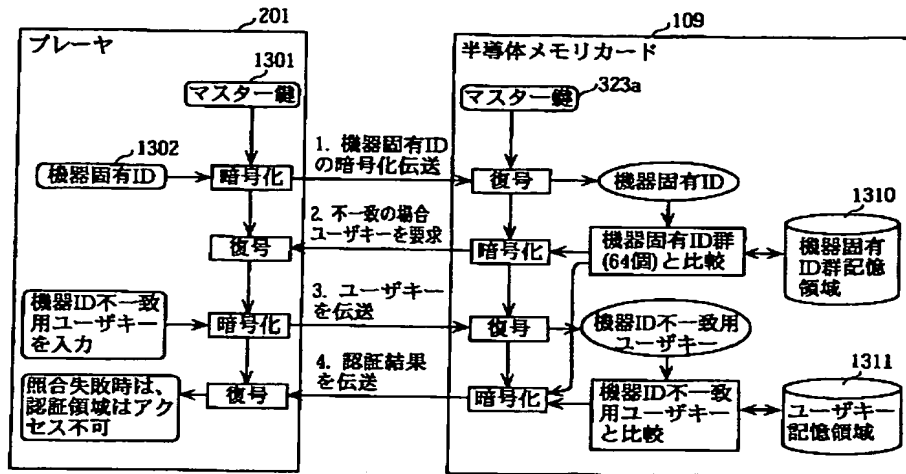 201
プレーヤ
1301
マスター鍵
1302
機器固有ID
暗号化
復号
機器ID不一致
用ユーザキー
を入力
暗号化
照合失敗時は、
認証領域はアク
セス不可
復号
1. 機器固有ID
の暗号化伝送
2. 不一致の場合
ユーザキーを要求
3. ユーザキー
を伝送
4. 認証結果
を伝送
109
半導体メモリカード
マスター鍵
323a
復号
機器固有ID
暗号化
機器固有ID群
(64個)と比較
1310
機器固有
ID群記憶
領域
復号
機器ID不一致用
ユーザキー
暗号化
機器ID不一致
用ユーザキー
と比較
1311
ユーザキー
記憶領域